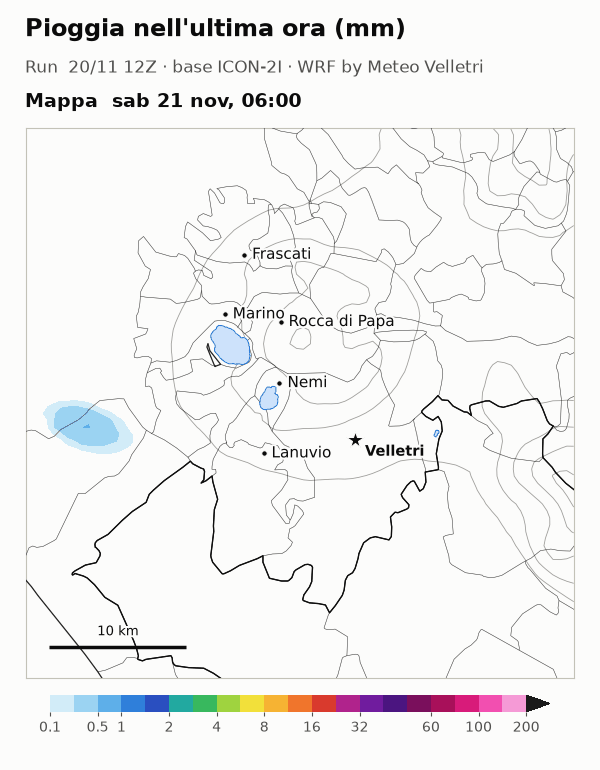 Pioggia nell'ultima ora (mm)
Run  20/11 12Z · base ICON-2I · WRF by Meteo Velletri
Mappa  sab 21 nov, 06:00
Frascati
Marino
Rocca di Papa
Nemi
Lanuvio
Velletri
10 km
0.1 0.5 1 2 4 8 16 32 60 100 200